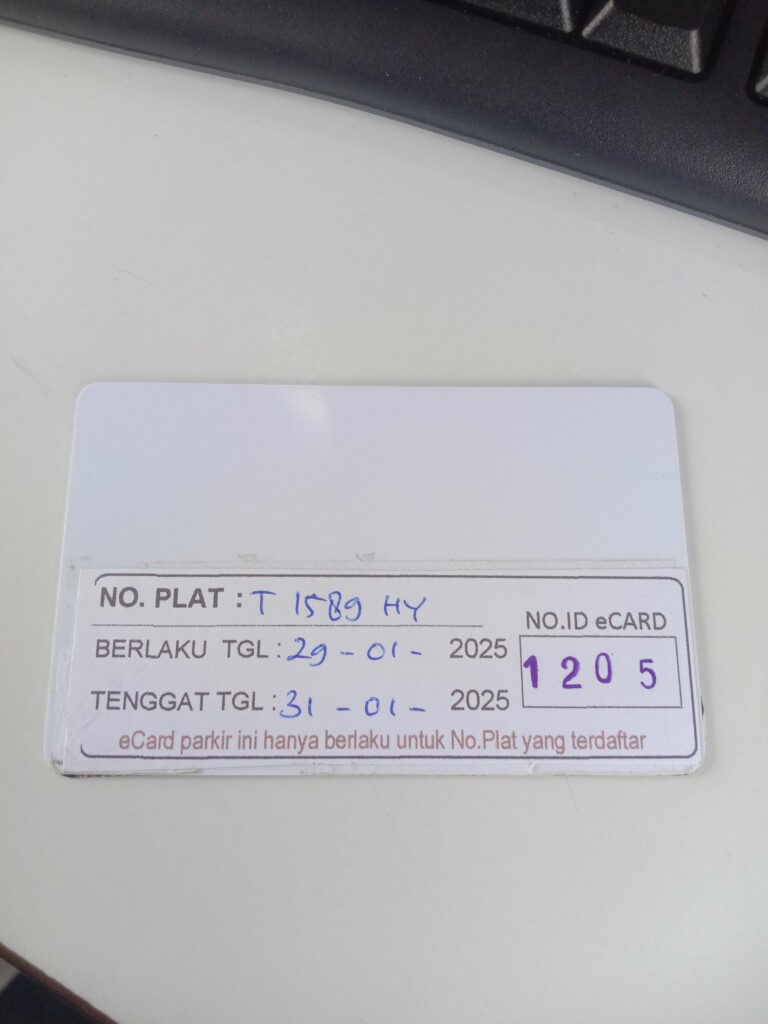 NO. PLAT : T 1589 HY
NO.ID eCARD
BERLAKU TGL : 29 - 01 - 2025
1205
TENGGAT TGL : 31 - 01 - 2025
eCard parkir ini hanya berlaku untuk No.Plat yang terdaftar